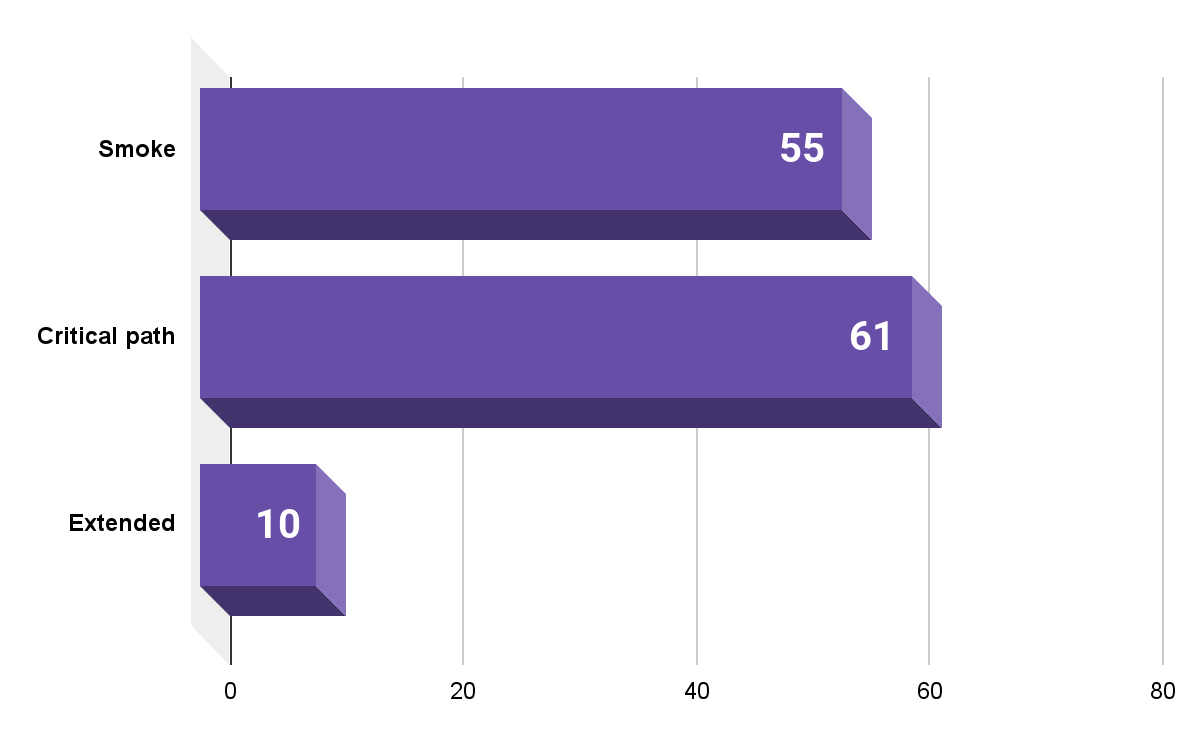 Smoke
55
Critical path
61
Extended
10
0 20 40 60 80